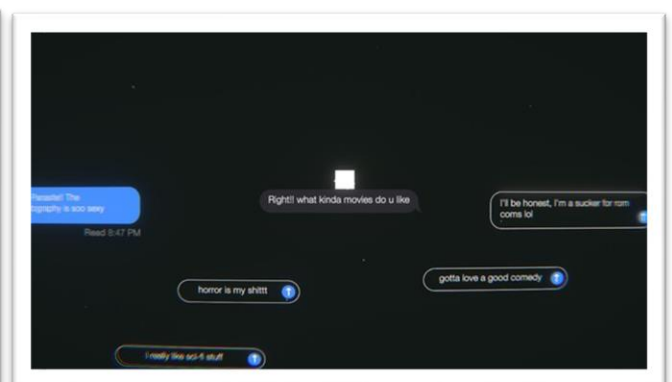 Parasite!! The
tography is soo sexy
Read 8:47 PM
Right!! what kinda movies do u like
I'll be honest, I'm a sucker for rom
coms lol
gotta love a good comedy
horror is my shittt
I really like sci-fi stuff